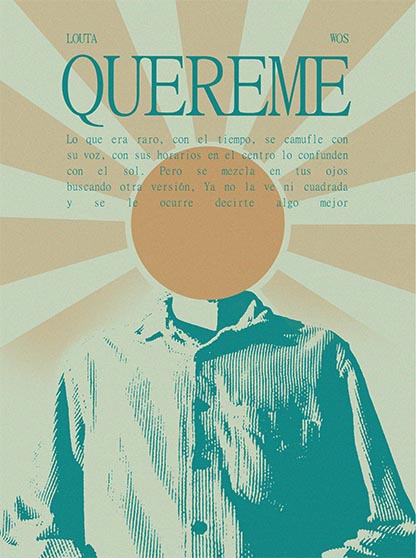 LOUTA WOS
QUEREME
Lo que era raro, con el tiempo, se camufle con
su voz, con sus horarios en el centro lo confunden
con el sol. Pero se mezcla en tus ojos
buscando otra versión, Ya no la ve ni cuadrada
y se le ocurre decirte algo mejor